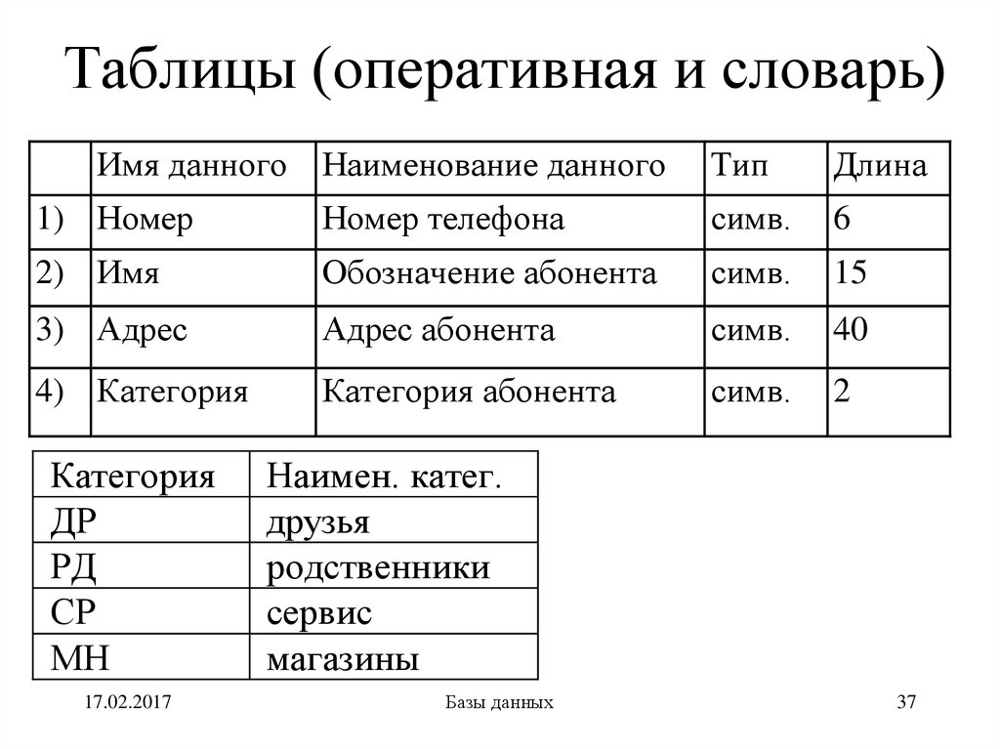 Таблицы (оперативная и словарь)
Имя данного Наименование данного Тип Длина
1) Номер Номер телефона симв. 6
2) Имя Обозначение абонента симв. 15
3) Адрес Адрес абонента симв. 40
4) Категория Категория абонента симв. 2
Категория Наимен. катег.
ДР друзья
РД родственники
СР сервис
МН магазины
17.02.2017 Базы данных 37